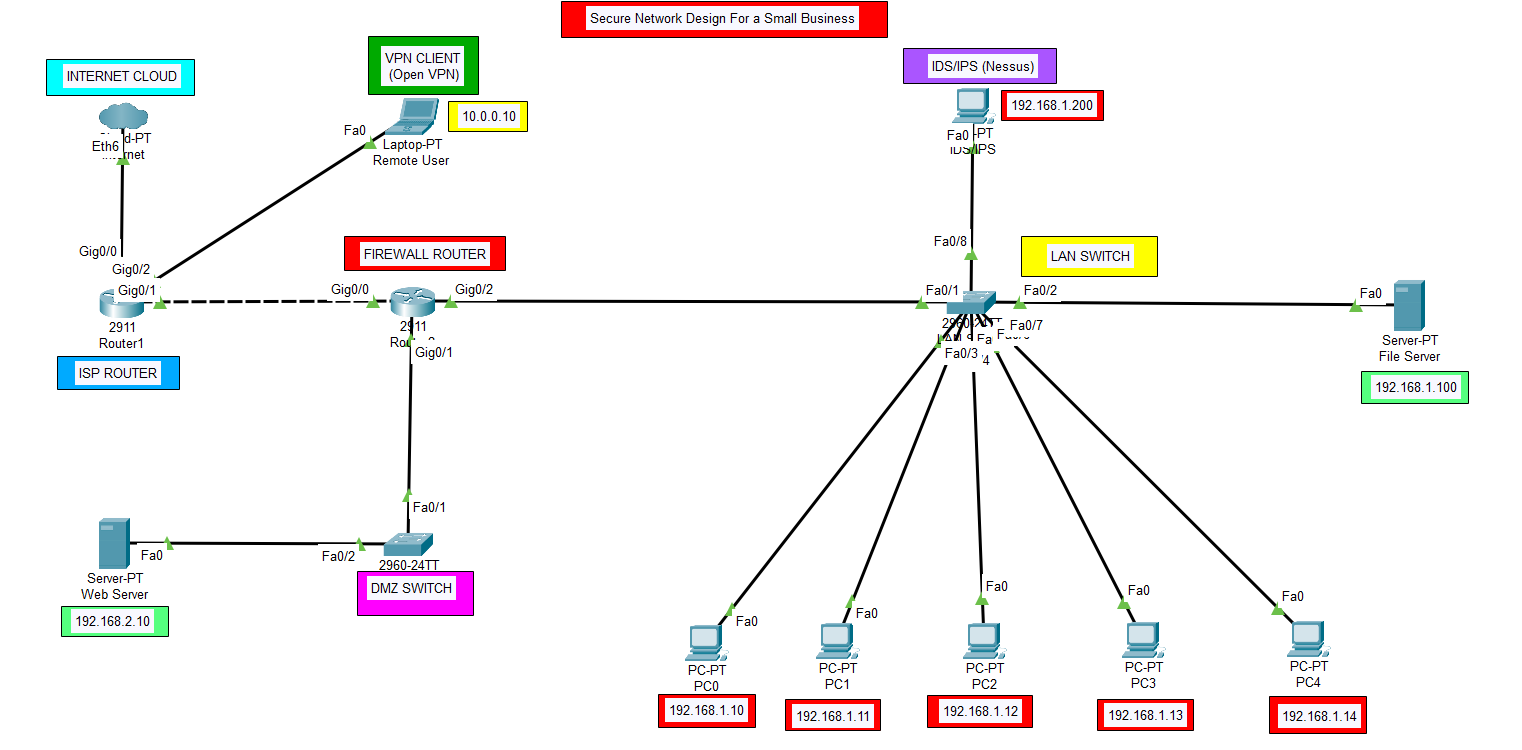 Secure Network Design For a Small Business
INTERNET CLOUD
VPN CLIENT
(Open VPN)
IDS/IPS (Nessus)
10.0.0.10
192.168.1.200
Fa0
Fa0
d-PT
Eth6
Laptop-PT
Remote User
-PT
IDS/IPS
Gig0/0
Gig0/2
Gig0/1
FIREWALL ROUTER
Gig0/0
Gig0/2
Fa0/8
LAN SWITCH
Fa0/1
Fa0/2
Fa0
2911
Router1
2911
Gig0/1
ISP ROUTER
Fa0/7
Fa0/3
4
Server-PT
File Server
192.168.1.100
Fa0/1
Fa0
Fa0/2
2960-24TT
Server-PT
Web Server
DMZ SWITCH
192.168.2.10
Fa0
Fa0
Fa0
Fa0
Fa0
PC-PT
PC0
PC-PT
PC1
PC-PT
PC2
PC-PT
PC3
PC-PT
PC4
192.168.1.10
192.168.1.11
192.168.1.12
192.168.1.13
192.168.1.14